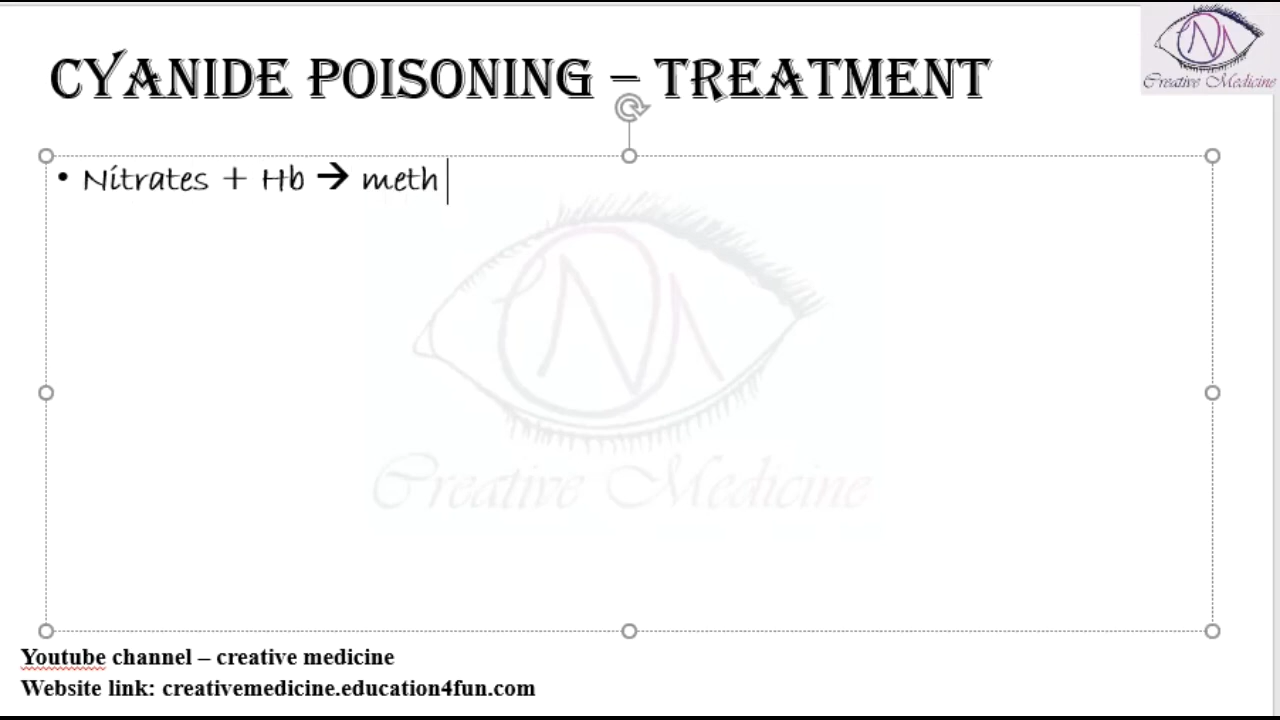 CYANIDE POISONING – TREATMENT
Creative Medicine
• Nitrates + Hb → meth
Creative Medicine
Youtube channel – creative medicine
Website link: creativemedicine.education4fun.com